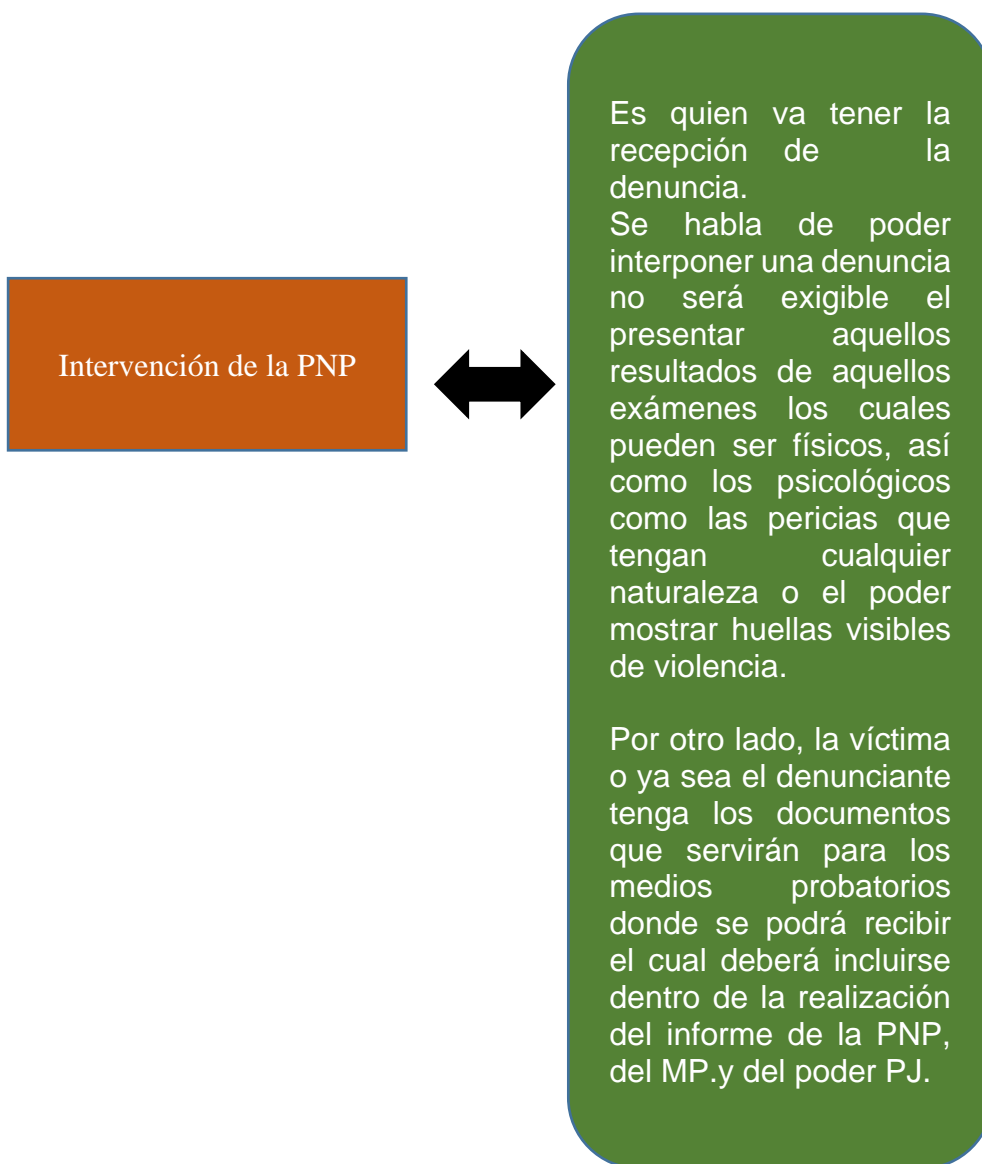 Intervención de la PNP
Es quien va tener la
recepción de la
denuncia.
Se habla de poder
interponer una denuncia
no será exigible el
presentar aquellos
resultados de aquellos
exámenes los cuales
pueden ser físicos, así
como los psicológicos
como las pericias que
tengan cualquier
naturaleza o el poder
mostrar huellas visibles
de violencia.
Por otro lado, la víctima
o ya sea el denunciante
tenga los documentos
que servirán para los
medios probatorios
donde se podrá recibir
el cual deberá incluirse
dentro de la realización
del informe de la PNP,
del MP.y del poder PJ.